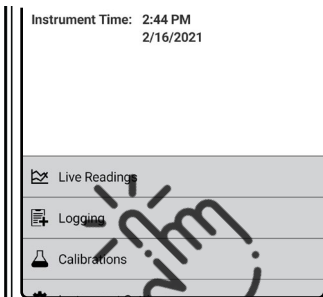 Instrument Time: 2:44 PM
2/16/2021
Live Readings
Logging
Calibrations